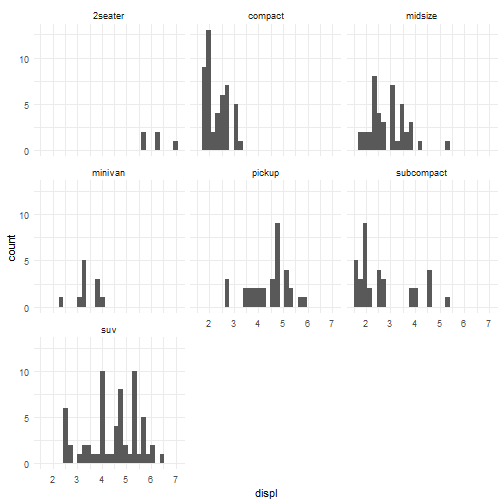 2seater compact midsize
10
5
0
minivan pickup subcompact
10
5
0
count
2 3 4 5 6 7 2 3 4 5 6 7
suv
10
5
0
2 3 4 5 6 7
displ